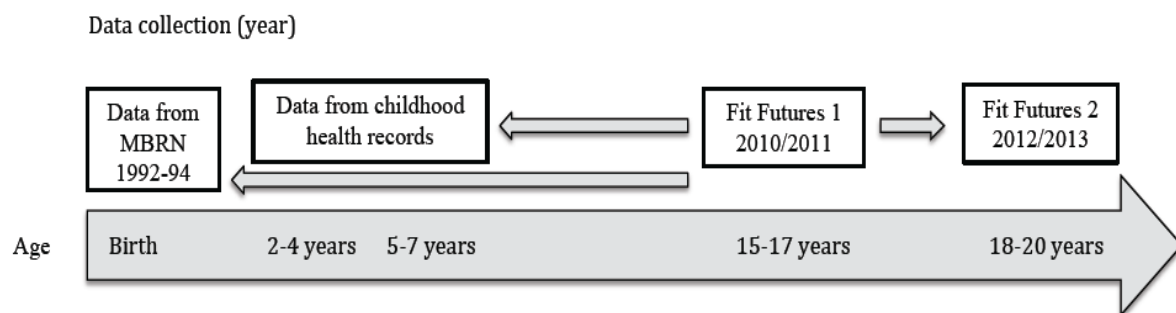 Data collection (year)
Data from
MBRN
1992-94
Data from childhood
health records
Fit Futures 1
2010/2011
Fit Futures 2
2012/2013
Age
Birth
2-4 years
5-7 years
15-17 years
18-20 years